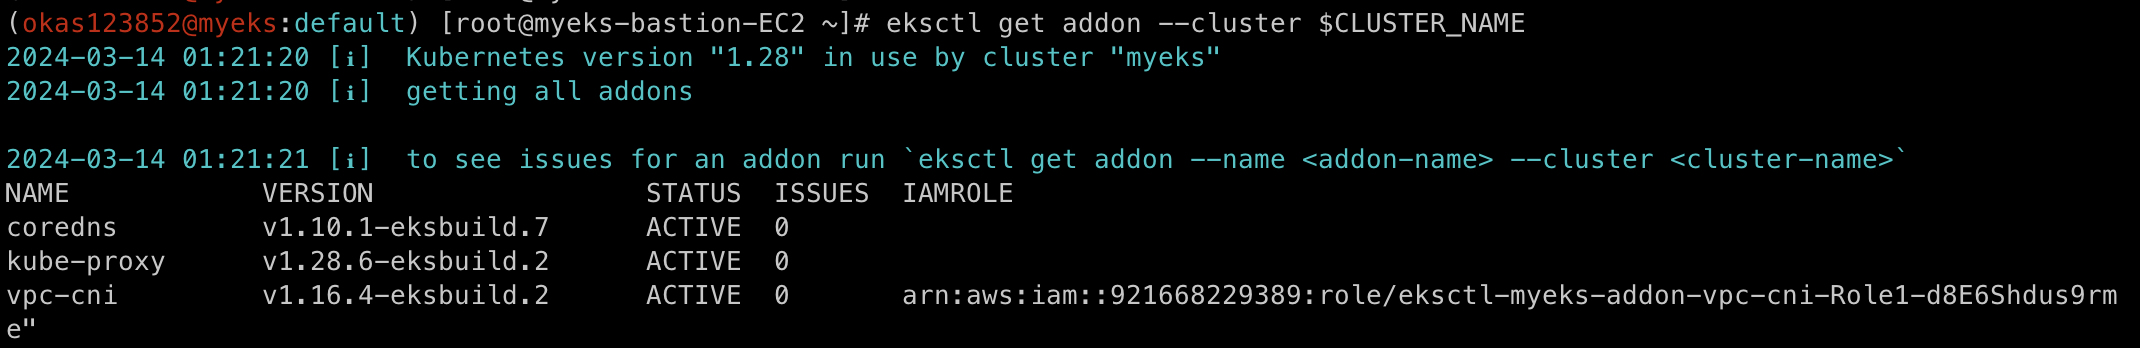 (okas123852@myeks:default) [root@myeks-bastion-EC2 ~]# eksctl get addon --cluster $CLUSTER_NAME
2024-03-14 01:21:20 [ℹ]  Kubernetes version "1.28" in use by cluster "myeks"
2024-03-14 01:21:20 [ℹ]  getting all addons
2024-03-14 01:21:21 [ℹ]  to see issues for an addon run `eksctl get addon --name <addon-name> --cluster <cluster-name>`
NAME            VERSION                 STATUS  ISSUES  IAMROLE
coredns         v1.10.1-eksbuild.7      ACTIVE  0
kube-proxy      v1.28.6-eksbuild.2      ACTIVE  0
vpc-cni         v1.16.4-eksbuild.2      ACTIVE  0       arn:aws:iam::921668229389:role/eksctl-myeks-addon-vpc-cni-Role1-d8E6Shdus9rm
e"